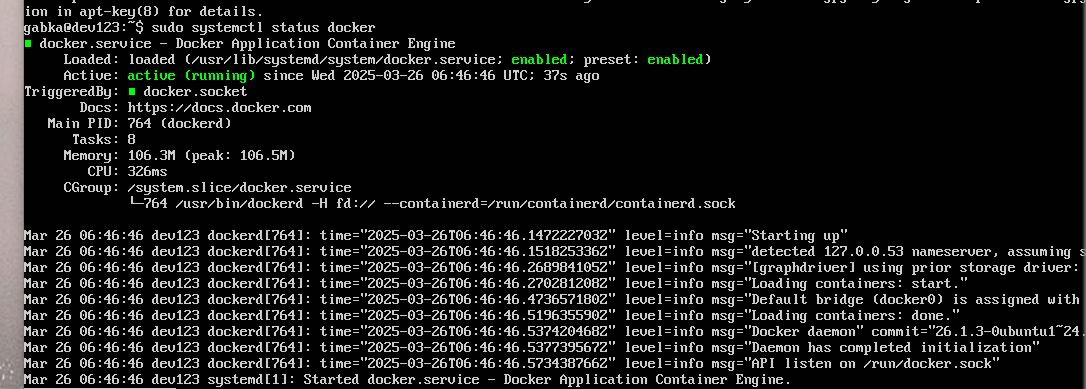 ion in apt-key(8) for details.
gabka@dev123:~$ sudo systemctl status docker
docker.service - Docker Application Container Engine
Loaded: loaded (/usr/lib/systemd/system/docker.service; enabled; preset: enabled)
Active: active (running) since Wed 2025-03-26 06:46:46 UTC; 37s ago
TriggeredBy: docker.socket
Docs: https://docs.docker.com
Main PID: 764 (dockerd)
Tasks: 8
Memory: 106.3M (peak: 106.5M)
CPU: 326ms
CGroup: /system.slice/docker.service
└─764 /usr/bin/dockerd -H fd:// --containerd=/run/containerd/containerd.sock
Mar 26 06:46:46 dev123 dockerd[764]: time="2025-03-26T06:46:46.147222703Z" level=info msg="Starting up"
Mar 26 06:46:46 dev123 dockerd[764]: time="2025-03-26T06:46:46.151825336Z" level=info msg="detected 127.0.0.53 nameserver, assuming s
Mar 26 06:46:46 dev123 dockerd[764]: time="2025-03-26T06:46:46.268984105Z" level=info msg="[graphdriver] using prior storage driver:
Mar 26 06:46:46 dev123 dockerd[764]: time="2025-03-26T06:46:46.270281208Z" level=info msg="Loading containers: start."
Mar 26 06:46:46 dev123 dockerd[764]: time="2025-03-26T06:46:46.473657180Z" level=info msg="Default bridge (docker0) is assigned with
Mar 26 06:46:46 dev123 dockerd[764]: time="2025-03-26T06:46:46.519635590Z" level=info msg="Loading containers: done."
Mar 26 06:46:46 dev123 dockerd[764]: time="2025-03-26T06:46:46.537420468Z" level=info msg="Docker daemon" commit="26.1.3-0ubuntu1~24.
Mar 26 06:46:46 dev123 dockerd[764]: time="2025-03-26T06:46:46.537739567Z" level=info msg="Daemon has completed initialization"
Mar 26 06:46:46 dev123 dockerd[764]: time="2025-03-26T06:46:46.573438766Z" level=info msg="API listen on /run/docker.sock"
Mar 26 06:46:46 dev123 systemd[1]: Started docker.service - Docker Application Container Engine.